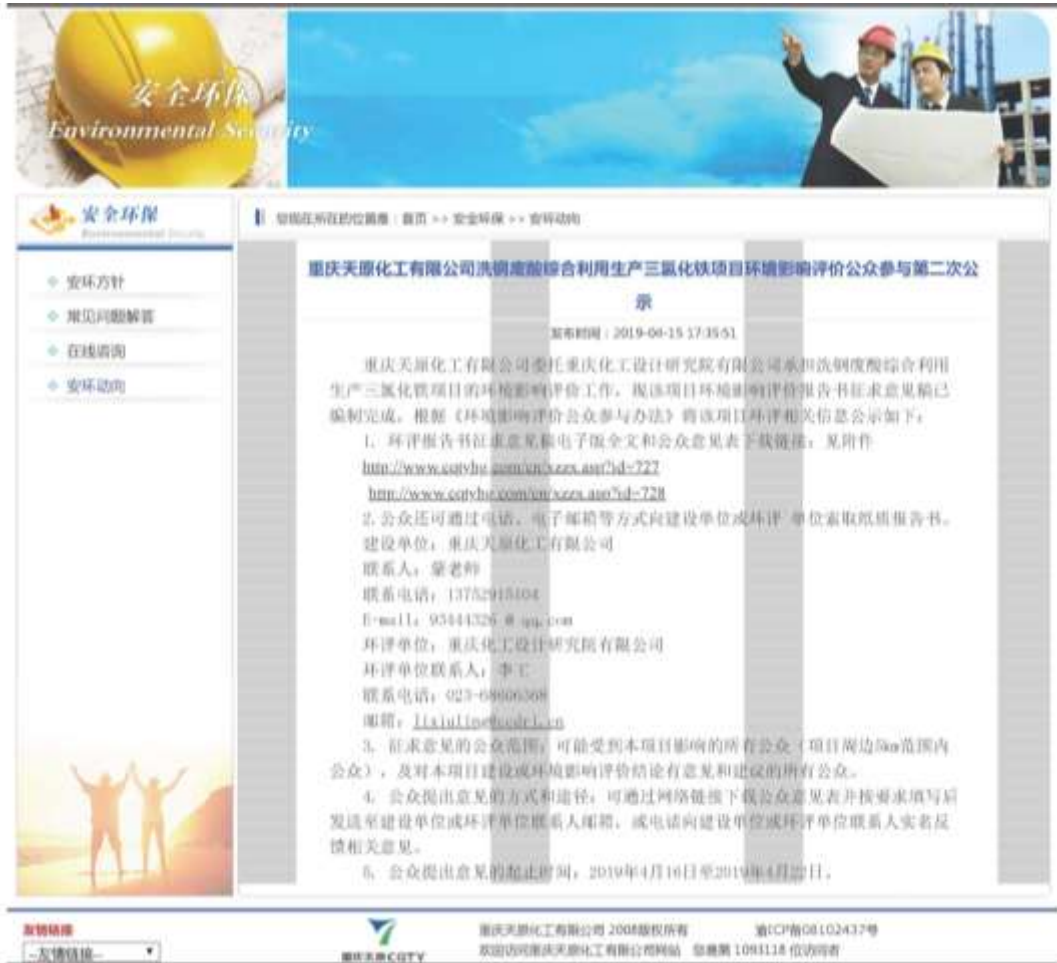 安全环保
Environmental Security
安全环保
Environmental Security
您现在所在的位置是：首页 >> 安全环保 >> 安环动向
安环方针
常见问题解答
在线咨询
安环动向
重庆天原化工有限公司洗钢废酸综合利用生产三氯化铁项目环境影响评价公众参与第二次公
示
发布时间：2019-04-15 17:35:51
重庆天原化工有限公司委托重庆化工设计研究院有限公司承担洗钢废酸综合利用
生产三氯化铁项目的环境影响评价工作。现该项目环境影响评价报告书征求意见稿已
编制完成，根据《环境影响评价公众参与办法》将该项目环评相关信息公示如下：
1. 环评报告书征求意见稿电子版全文和公众意见表下载链接：见附件
http://www.cqtyhg.com/cn/xzzx.asp?id=727
http://www.cqtyhg.com/cn/xzzx.asp?id=728
2.公众还可通过电话、电子邮箱等方式向建设单位或环评 单位索取纸质报告书。
建设单位：重庆天原化工有限公司
联系人：蒙老师
联系电话：
E-mail：@ qq.com
环评单位：重庆化工设计研究院有限公司
环评单位联系人：李工
联系电话：
邮箱：
3. 征求意见的公众范围：可能受到本项目影响的所有公众（项目周边5km范围内
公众），及对本项目建设或环境影响评价结论有意见和建议的所有公众。
4. 公众提出意见的方式和途径：可通过网络链接下载公众意见表并按要求填写后
发送至建设单位或环评单位联系人邮箱，或电话向建设单位或环评单位联系人实名反
馈相关意见。
5. 公众提出意见的起止时间：2019年4月16日至2019年4月22日。
友情链接
--友情链接--
重庆天原CQTY
重庆天原化工有限公司 2008版权所有 渝ICP备08102437号
欢迎访问重庆天原化工有限公司网站 您是第 1093118 位访问者